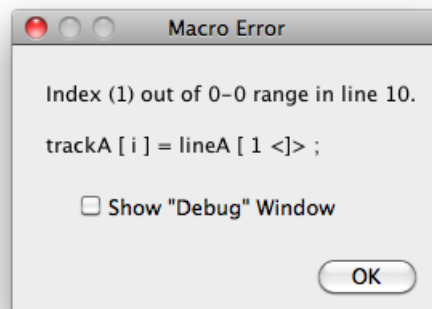 Macro Error
Index (1) out of 0-0 range in line 10.
trackA [ i ] = lineA [ 1 <]> ;
Show "Debug" Window
OK